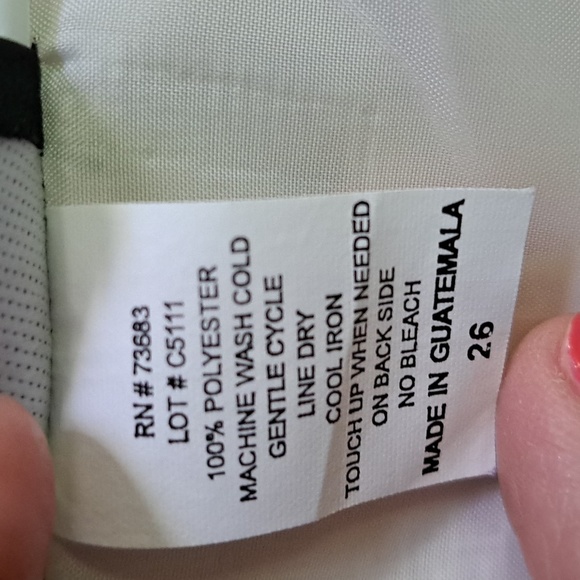 RN # 73683
LOT # C5111
100% POLYESTER
MACHINE WASH COLD
GENTLE CYCLE
LINE DRY
COOL IRON
TOUCH UP WHEN NEEDED
ON BACK SIDE
NO BLEACH
MADE IN GUATEMALA
26